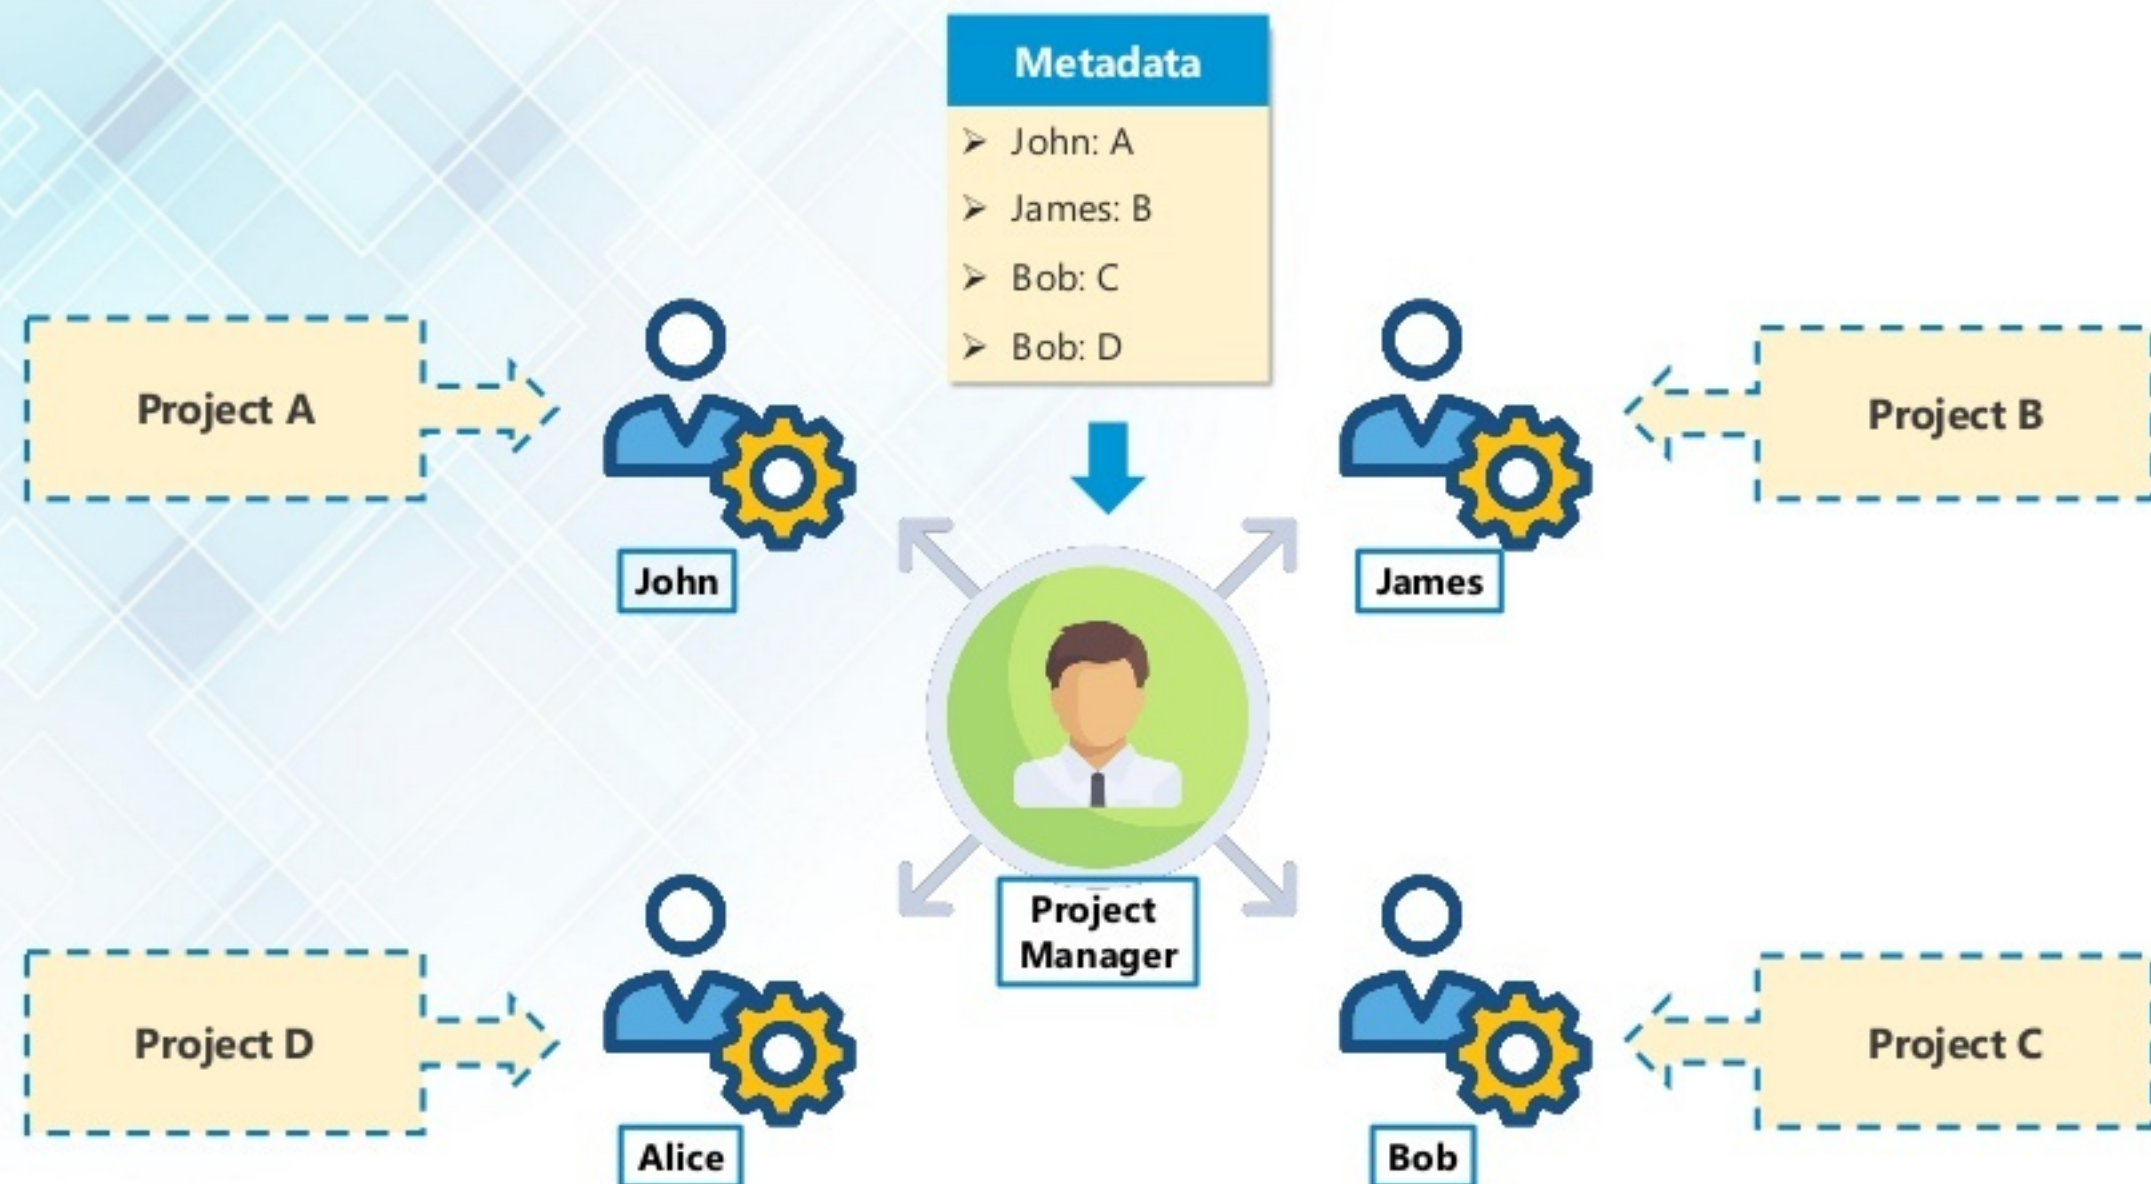 Metadata
➢ John: A
➢ James: B
➢ Bob: C
➢ Bob: D
Project A
Project B
John
James
Project
Manager
Project D
Project C
Alice
Bob